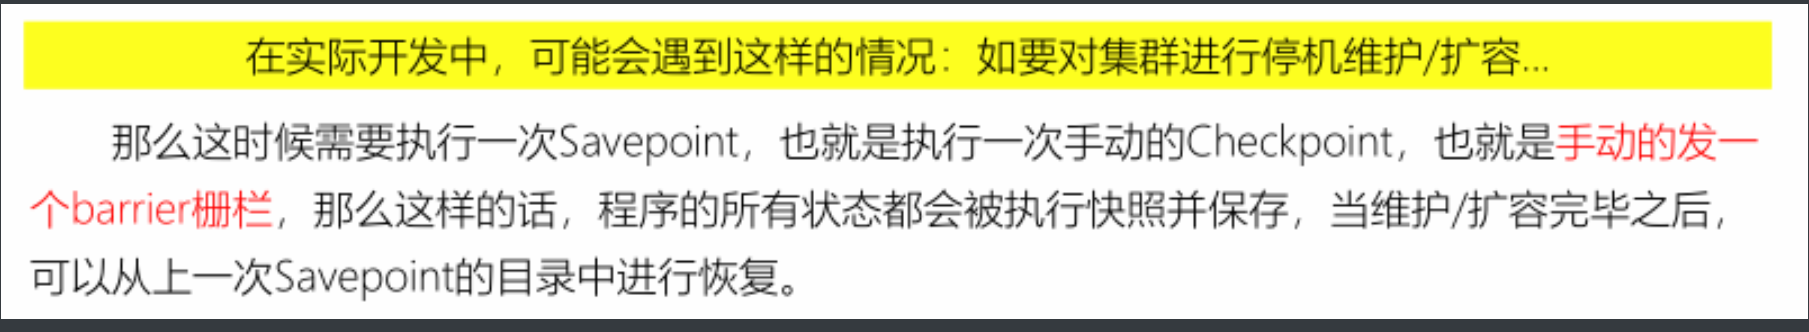 在实际开发中，可能会遇到这样的情况：如要对集群进行停机维护/扩容...
那么这时候需要执行一次Savepoint，也就是执行一次手动的Checkpoint，也就是手动的发一
个barrier栅栏，那么这样的话，程序的所有状态都会被执行快照并保存，当维护/扩容完毕之后，
可以从上一次Savepoint的目录中进行恢复。